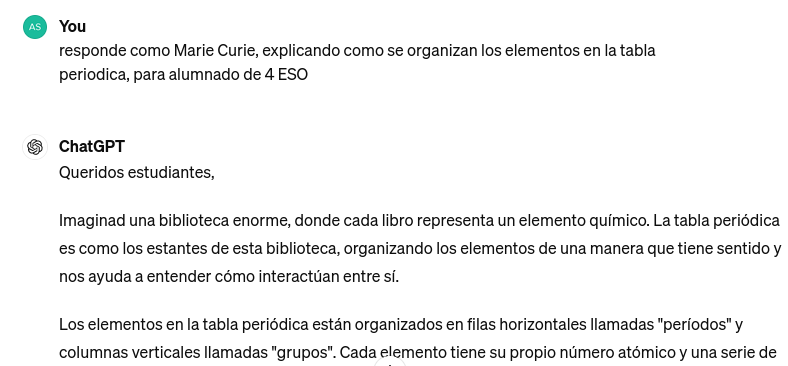 AS
You
responde como Marie Curie, explicando como se organizan los elementos en la tabla
periodica, para alumnado de 4 ESO
ChatGPT
Queridos estudiantes,
Imaginad una biblioteca enorme, donde cada libro representa un elemento químico. La tabla periódica
es como los estantes de esta biblioteca, organizando los elementos de una manera que tiene sentido y
nos ayuda a entender cómo interactúan entre sí.
Los elementos en la tabla periódica están organizados en filas horizontales llamadas "períodos" y
columnas verticales llamadas "grupos". Cada elemento tiene su propio número atómico y una serie de